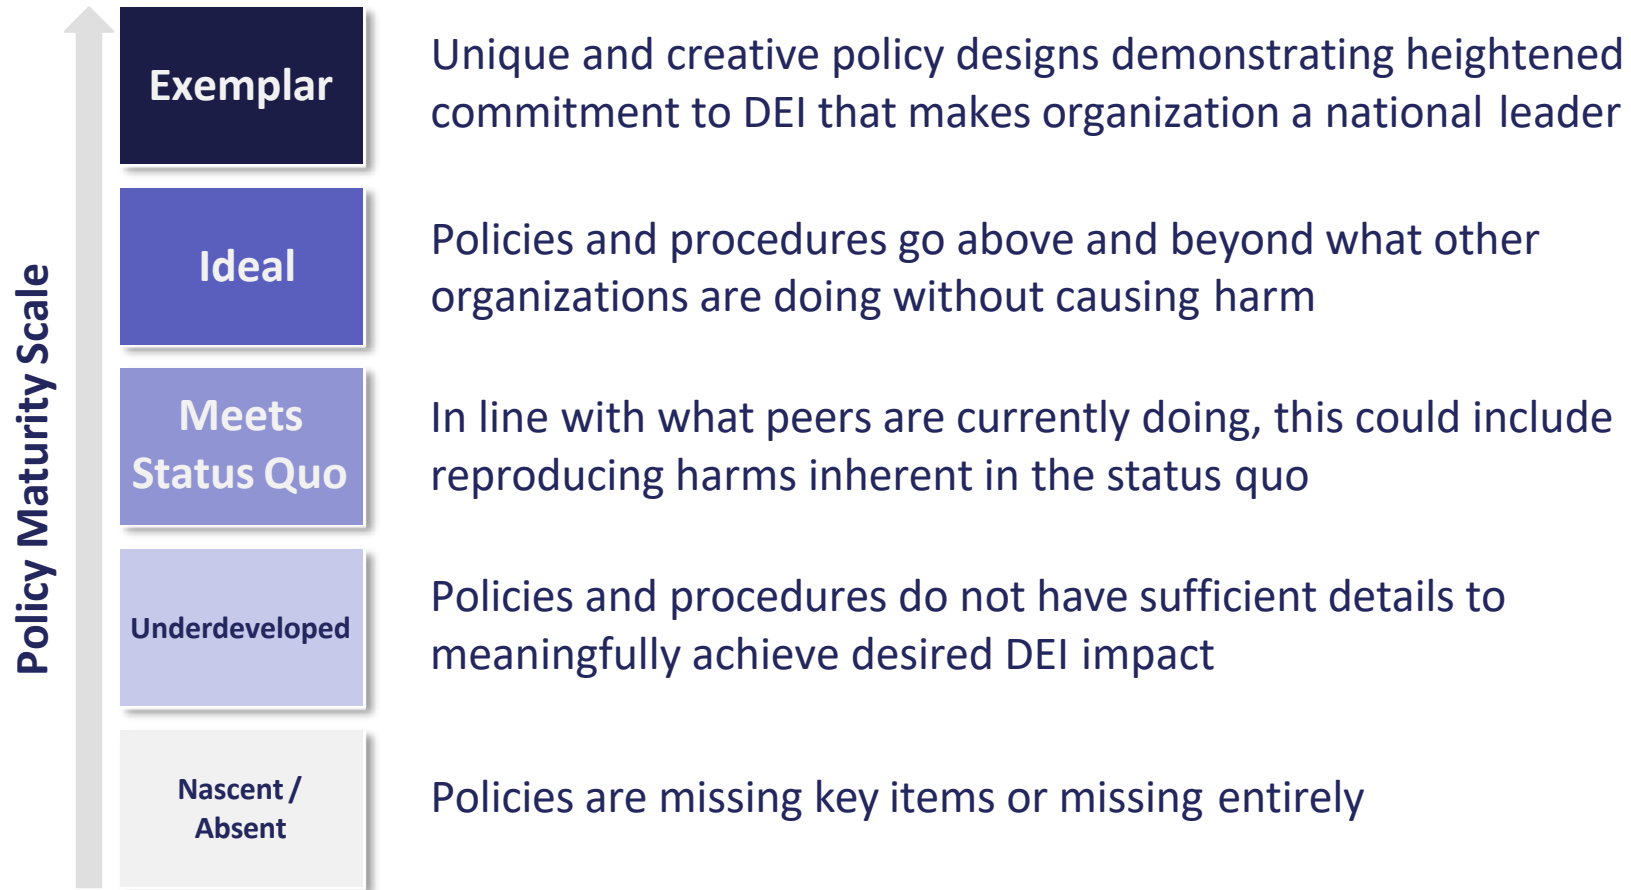 Policy Maturity Scale
Exemplar
Unique and creative policy designs demonstrating heightened
commitment to DEI that makes organization a national leader
Ideal
Policies and procedures go above and beyond what other
organizations are doing without causing harm
Meets
Status Quo
In line with what peers are currently doing, this could include
reproducing harms inherent in the status quo
Underdeveloped
Policies and procedures do not have sufficient details to
meaningfully achieve desired DEI impact
Nascent /
Absent
Policies are missing key items or missing entirely